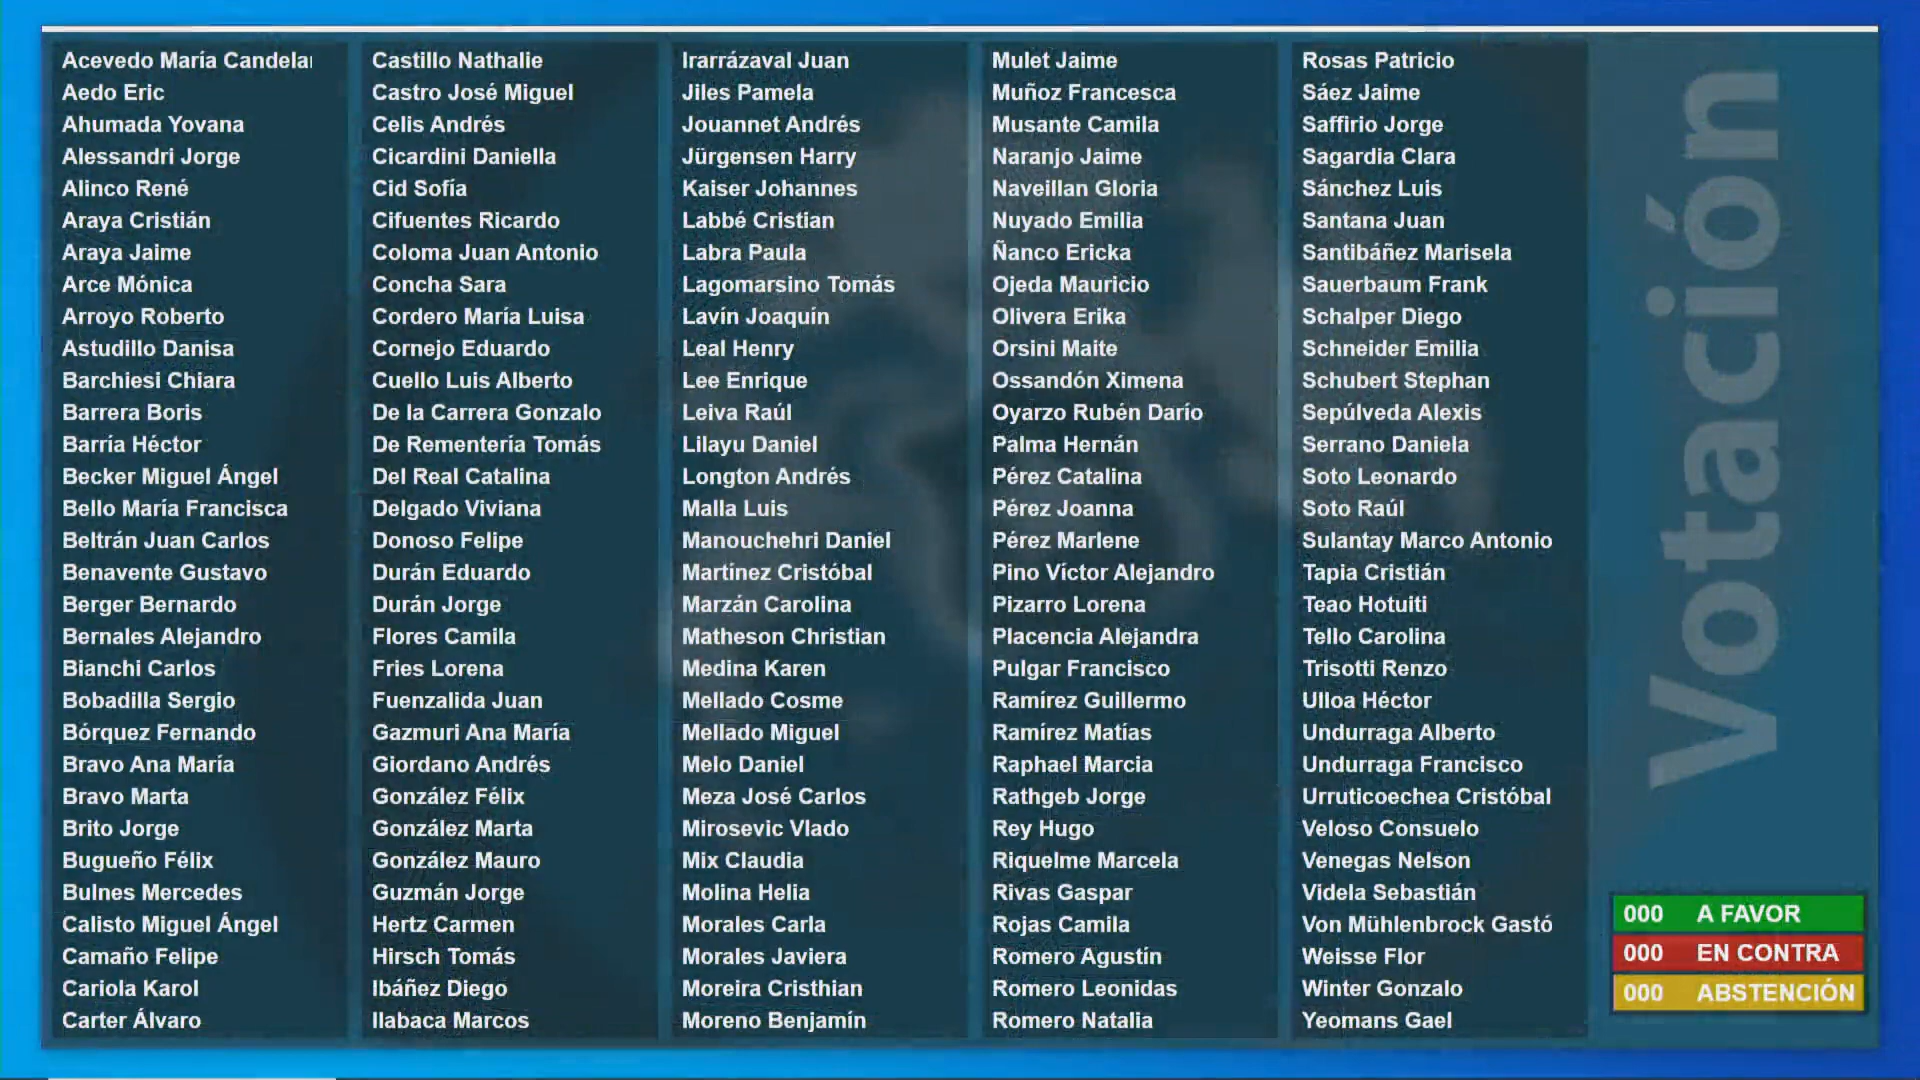 Acevedo María Candelar
Aedo Eric
Ahumada Yovana
Alessandri Jorge
Alinco René
Araya Cristián
Araya Jaime
Arce Mónica
Arroyo Roberto
Astudillo Danisa
Barchiesi Chiara
Barrera Boris
Barría Héctor
Becker Miguel Ángel
Bello María Francisca
Beltrán Juan Carlos
Benavente Gustavo
Berger Bernardo
Bernales Alejandro
Bianchi Carlos
Bobadilla Sergio
Bórquez Fernando
Bravo Ana María
Bravo Marta
Brito Jorge
Bugueño Félix
Bulnes Mercedes
Calisto Miguel Ángel
Camaño Felipe
Cariola Karol
Carter Álvaro
Castillo Nathalie
Castro José Miguel
Celis Andrés
Cicardini Daniella
Cid Sofía
Cifuentes Ricardo
Coloma Juan Antonio
Concha Sara
Cordero María Luisa
Cornejo Eduardo
Cuello Luis Alberto
De la Carrera Gonzalo
De Rementería Tomás
Del Real Catalina
Delgado Viviana
Donoso Felipe
Durán Eduardo
Durán Jorge
Flores Camila
Fries Lorena
Fuenzalida Juan
Gazmuri Ana María
Giordano Andrés
González Félix
González Marta
González Mauro
Guzmán Jorge
Hertz Carmen
Hirsch Tomás
Ibáñez Diego
Ilabaca Marcos
Irarrázaval Juan
Jiles Pamela
Jouannet Andrés
Jürgensen Harry
Kaiser Johannes
Labbé Cristian
Labra Paula
Lagomarsino Tomás
Lavín Joaquín
Leal Henry
Lee Enrique
Leiva Raúl
Lilayu Daniel
Longton Andrés
Malla Luis
Manouchehri Daniel
Martínez Cristóbal
Marzán Carolina
Matheson Christian
Medina Karen
Mellado Cosme
Mellado Miguel
Melo Daniel
Meza José Carlos
Mirosevic Vlado
Mix Claudia
Molina Helia
Morales Carla
Morales Javiera
Moreira Cristhian
Moreno Benjamín
Mulet Jaime
Muñoz Francesca
Musante Camila
Naranjo Jaime
Naveillan Gloria
Nuyado Emilia
Ñanco Ericka
Ojeda Mauricio
Olivera Erika
Orsini Maite
Ossandón Ximena
Oyarzo Rubén Darío
Palma Hernán
Pérez Catalina
Pérez Joanna
Pérez Marlene
Pino Víctor Alejandro
Pizarro Lorena
Placencia Alejandra
Pulgar Francisco
Ramírez Guillermo
Ramírez Matías
Raphael Marcia
Rathgeb Jorge
Rey Hugo
Riquelme Marcela
Rivas Gaspar
Rojas Camila
Romero Agustín
Romero Leonidas
Romero Natalia
Rosas Patricio
Sáez Jaime
Saffirio Jorge
Sagardia Clara
Sánchez Luis
Santana Juan
Santibáñez Marisela
Sauerbaum Frank
Schalper Diego
Schneider Emilia
Schubert Stephan
Sepúlveda Alexis
Serrano Daniela
Soto Leonardo
Soto Raúl
Sulantay Marco Antonio
Tapia Cristián
Teao Hotuiti
Tello Carolina
Trisotti Renzo
Ulloa Héctor
Undurraga Alberto
Undurraga Francisco
Urruticoechea Cristóbal
Veloso Consuelo
Venegas Nelson
Videla Sebastián
Von Mühlenbrock Gastó
Weisse Flor
Winter Gonzalo
Yeomans Gael
Votación
000 A FAVOR
000 EN CONTRA
000 ABSTENCIÓN